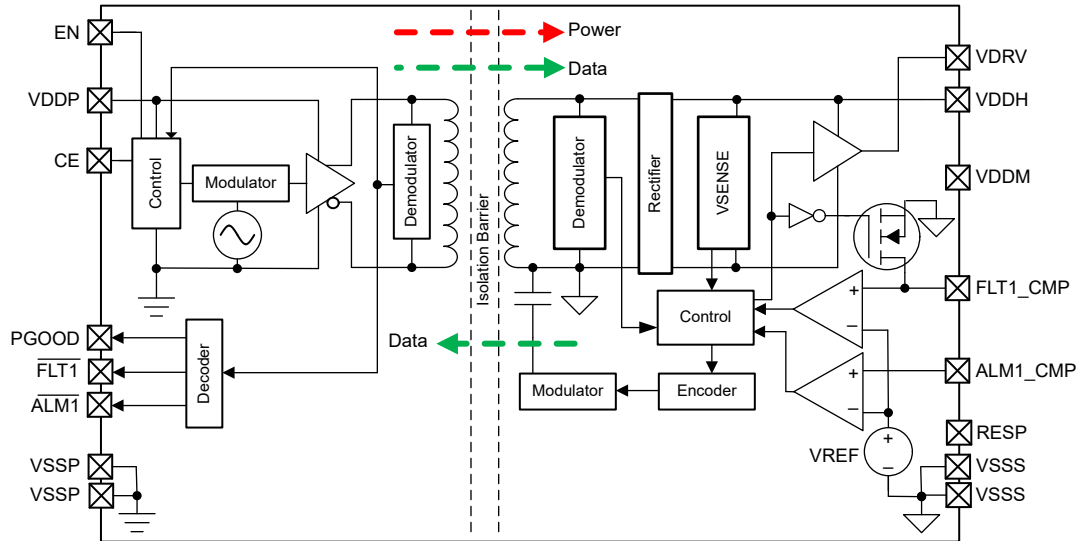 EN
VDDP
CE
PGOOD
FLT1
ALM1
VSSP
VSSP
Control
Modulator
Decoder
Demodulator
Power
Data
Isolation Barrier
Data
Demodulator
Rectifier
VSENSE
Control
Modulator
Encoder
+
−
+
−
VREF
+
−
VDRV
VDDH
VDDM
FLT1_CMP
ALM1_CMP
RESP
VSSS
VSSS